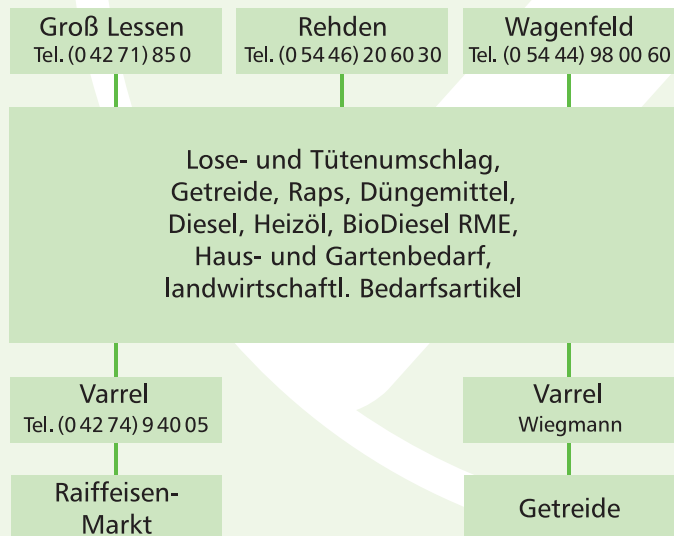 Groß Lessen
Tel. (0 42 71) 85 0
Rehden
Tel. (0 54 46) 20 60 30
Wagenfeld
Tel. (0 54 44) 98 00 60
Lose- und Tütenumschlag,
Getreide, Raps, Düngemittel,
Diesel, Heizöl, BioDiesel RME,
Haus- und Gartenbedarf,
landwirtschaftl. Bedarfsartikel
Varrel
Tel. (0 42 74) 9 40 05
Varrel
Wiegmann
Raiffeisen-
Markt
Getreide